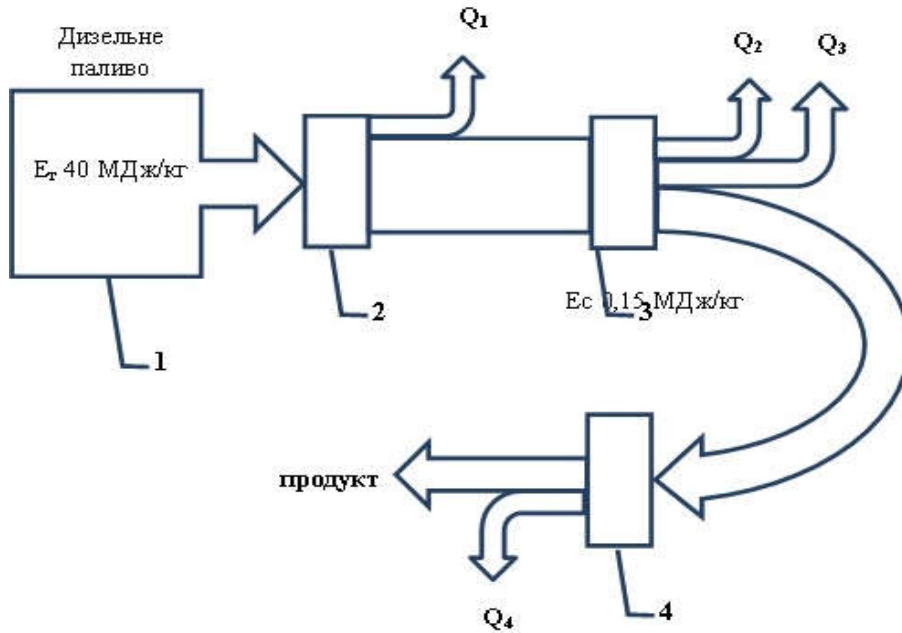 Q₁
Q₂
Q₃
Дизельне
паливо
Eт 40 МДж/кг
2
Ec 0,15 МДж/кг
3
1
продукт
Q₄
4